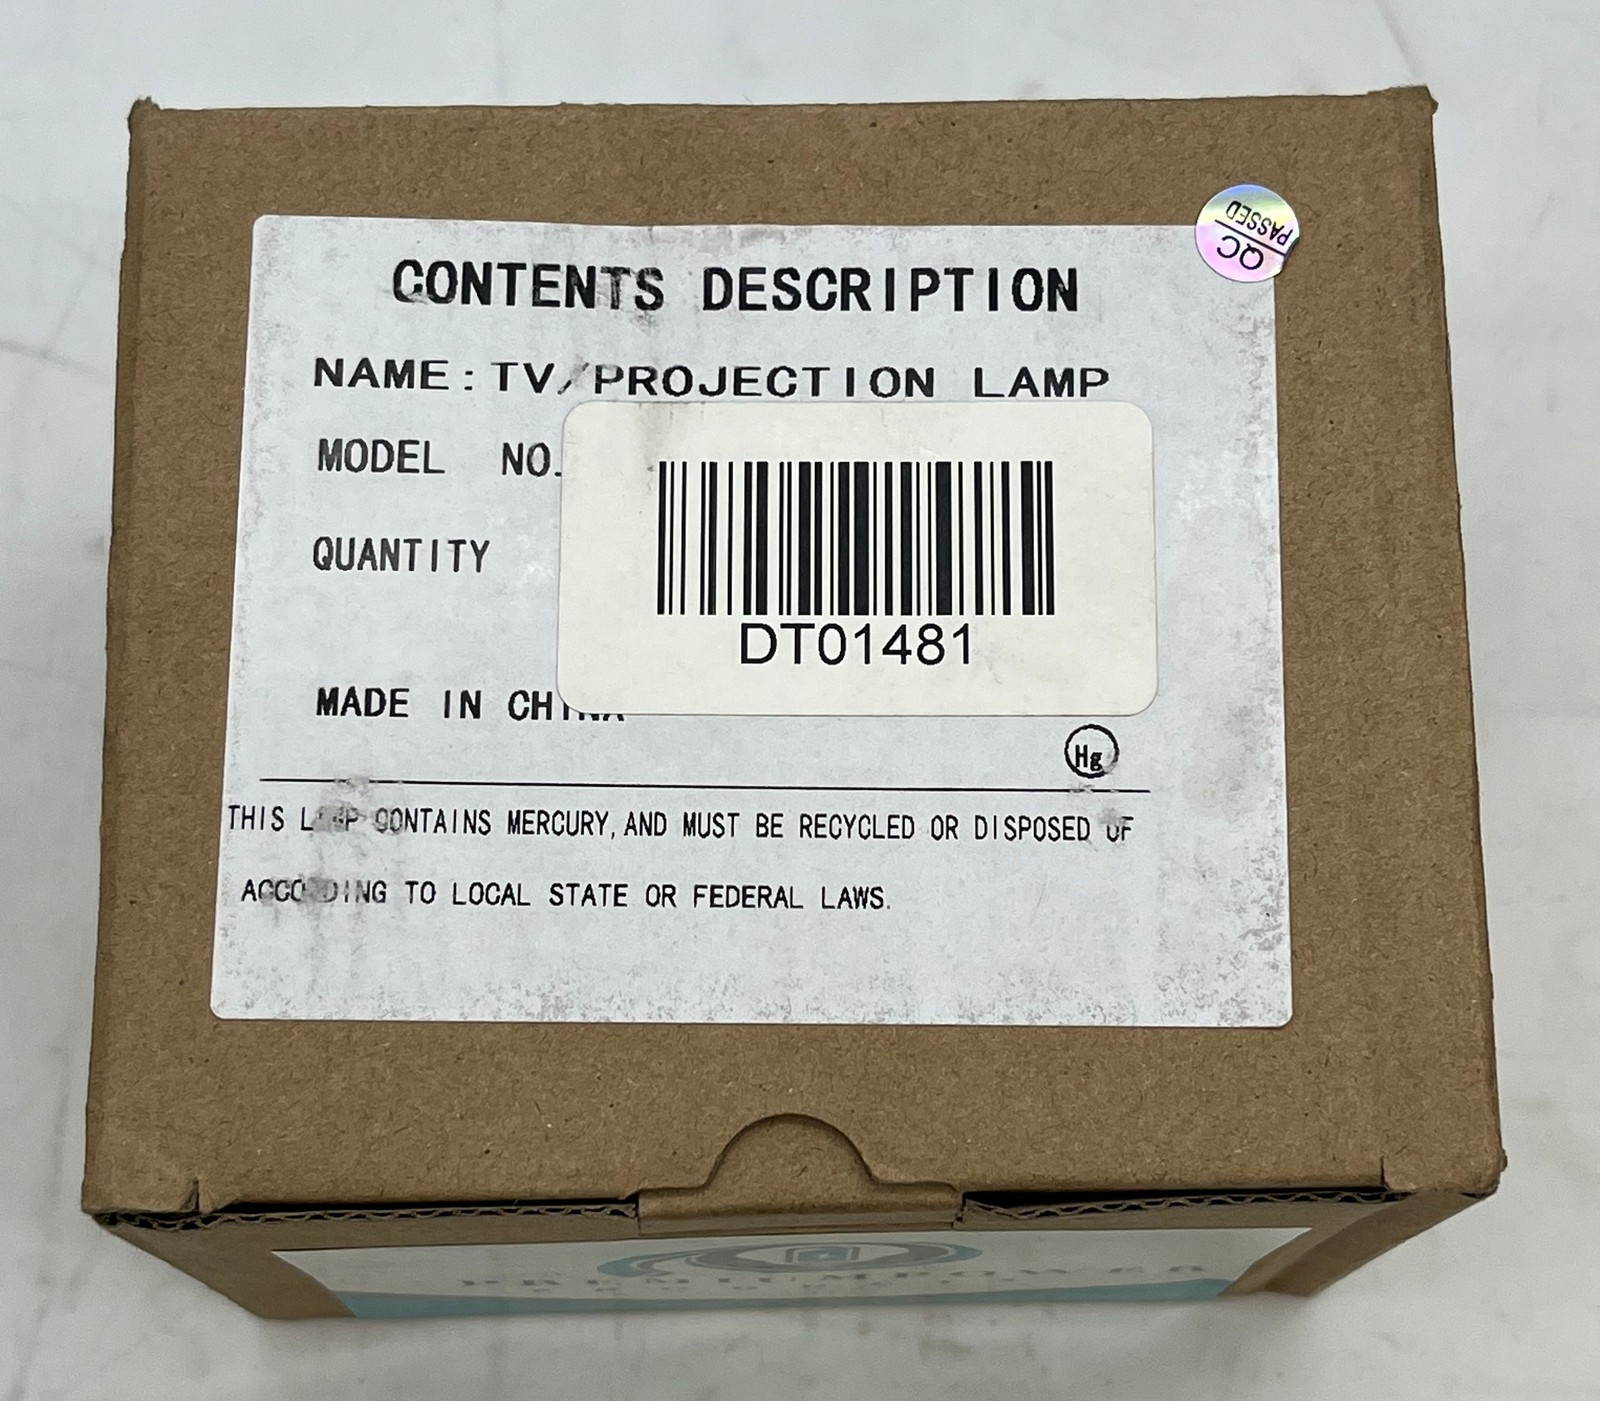 CONTENTS DESCRIPTION
QC PASSED
NAME: TV/PROJECTION LAMP
MODEL NO.
QUANTITY
DT01481
MADE IN CHINA
Hg
THIS LAMP CONTAINS MERCURY, AND MUST BE RECYCLED OR DISPOSED OF
ACCORDING TO LOCAL STATE OR FEDERAL LAWS.
PREMIUMPOWER